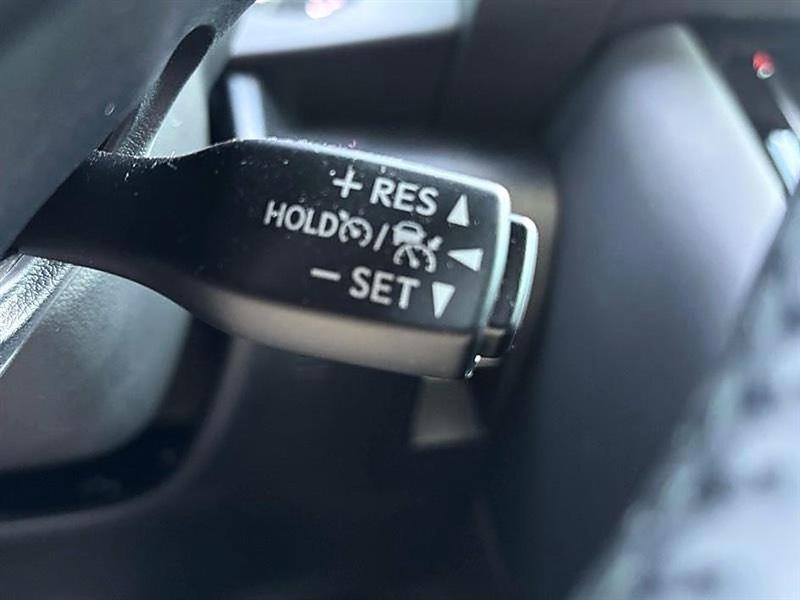 + RES
HOLD /
− SET